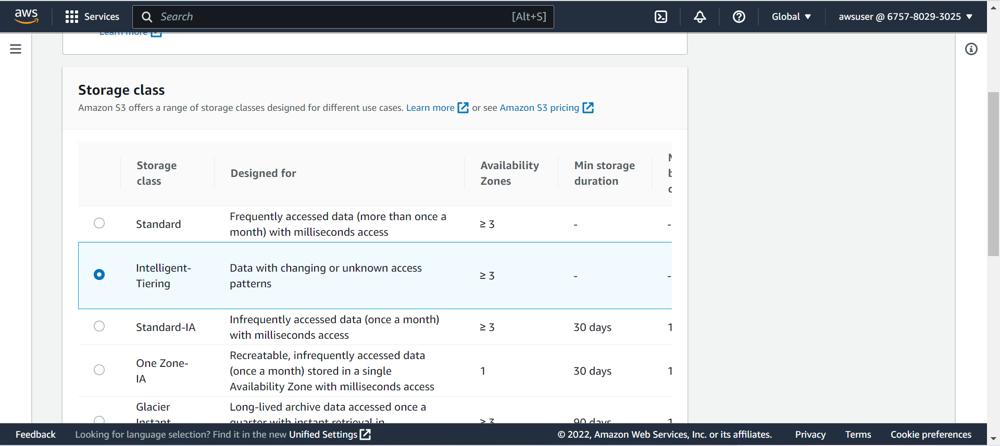 aws
Services
Search
[Alt+S]
Global
awsuser @ 6757-8029-3025
Learn more
Storage class
Amazon S3 offers a range of storage classes designed for different use cases. Learn more or see Amazon S3 pricing
Storage
class
Designed for
Availability
Zones
Min storage
duration
Standard
Frequently accessed data (more than once a
month) with milliseconds access
≥ 3
-
-
Intelligent-
Tiering
Data with changing or unknown access
patterns
≥ 3
-
-
Standard-IA
Infrequently accessed data (once a month)
with milliseconds access
≥ 3
30 days
1
One Zone-
IA
Recreatable, infrequently accessed data
(once a month) stored in a single
Availability Zone with milliseconds access
1
30 days
1
Glacier
Instant
Long-lived archive data accessed once a
quarter with instant retrieval in
≥ 3
90 days
1
Feedback
Looking for language selection? Find it in the new Unified Settings
© 2022, Amazon Web Services, Inc. or its affiliates.
Privacy
Terms
Cookie preferences